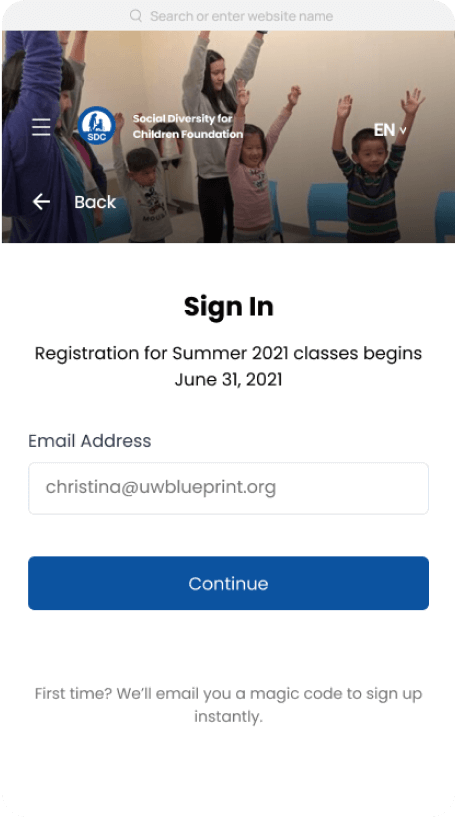 Search or enter website name
Social Diversity for
Children Foundation
SDC
EN
Back
Sign In
Registration for Summer 2021 classes begins
June 31, 2021
Email Address
christina@uwblueprint.org
Continue
First time? We’ll email you a magic code to sign up
instantly.